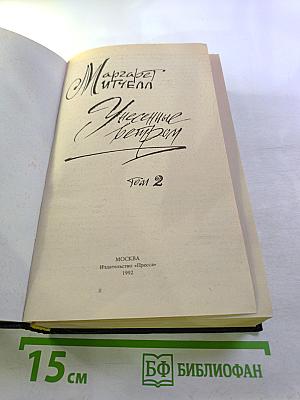 Маргарет
Митчелл
Унесенные
ветром
Том 2
МОСКВА
Издательство «Пресса»
1992
15 см
БФ БИБЛИОФАН